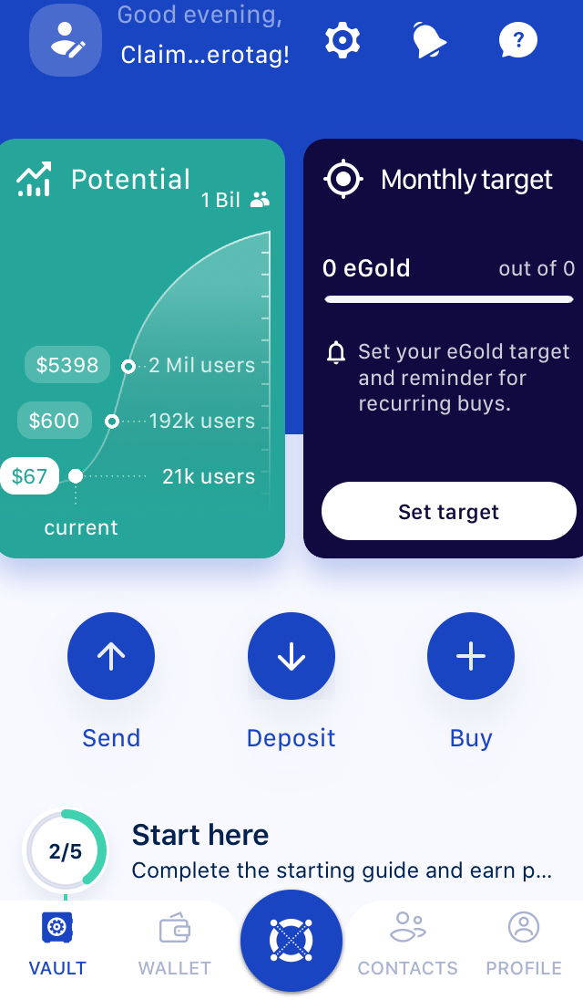 Good evening,
Claim...erotag!
?
Potential
1 Bil
$5398
2 Mil users
$600
192k users
$67
21k users
current
Monthly target
0 eGold
out of 0
Set your eGold target
and reminder for
recurring buys.
Set target
Send
Deposit
Buy
2/5
Start here
Complete the starting guide and earn p...
VAULT
WALLET
CONTACTS
PROFILE